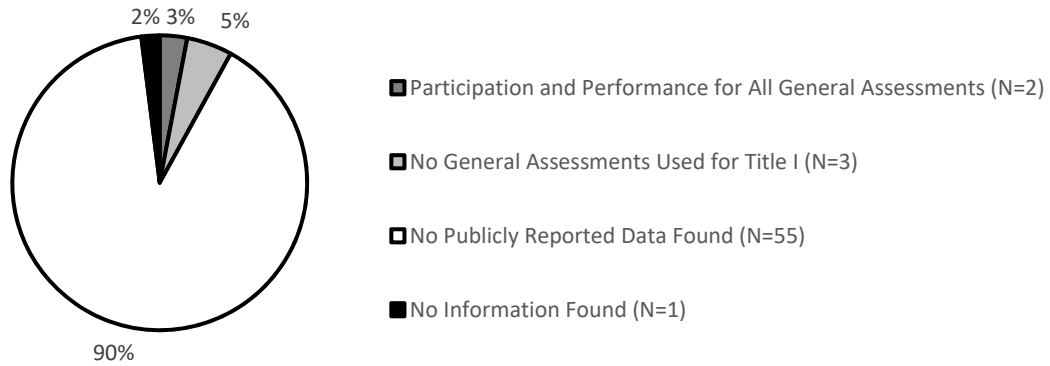 2% 3% 5%
Participation and Performance for All General Assessments (N=2)
No General Assessments Used for Title I (N=3)
No Publicly Reported Data Found (N=55)
No Information Found (N=1)
90%